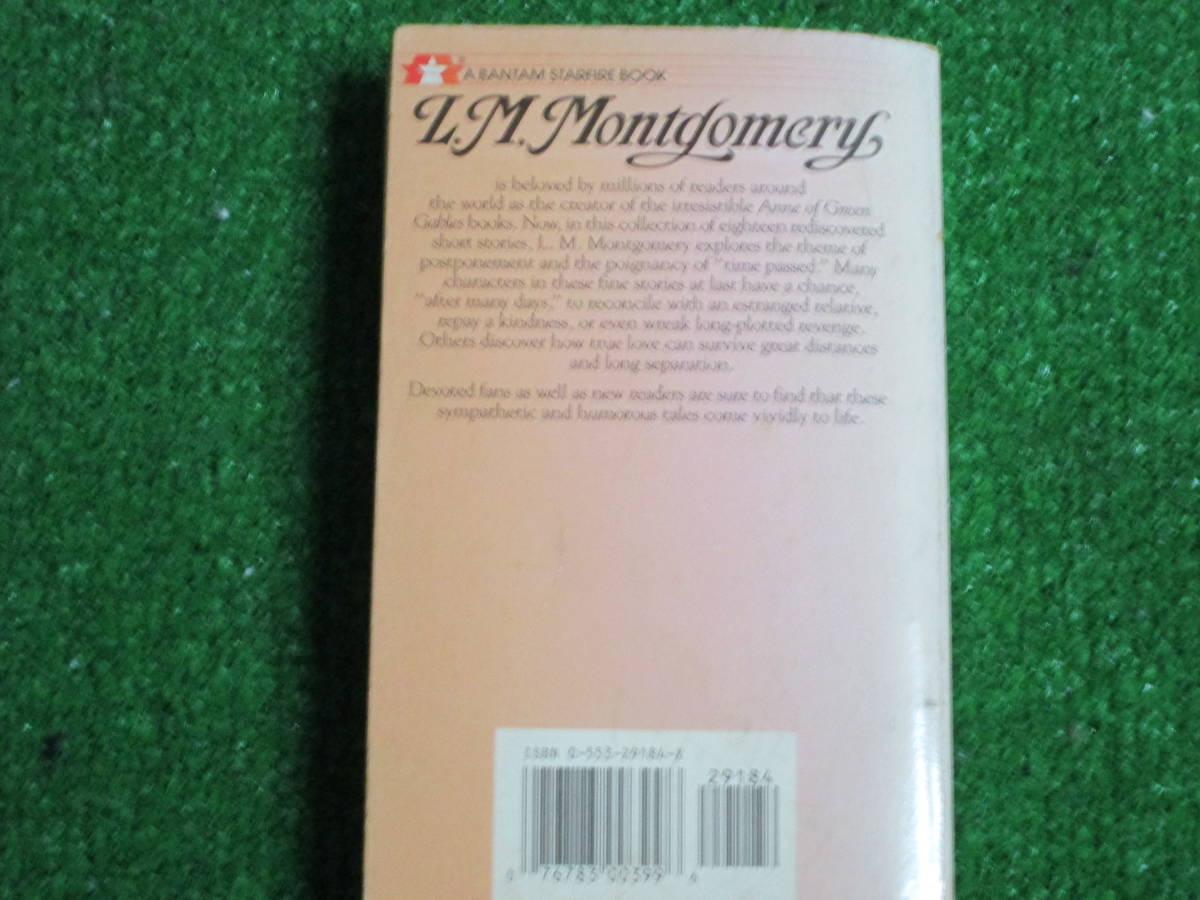 A BANTAM STARFIRE BOOK
L.M. Montgomery
is beloved by millions of readers around
the world as the creator of the irresistible Anne of Green
Gables books. Now, in this collection of eighteen rediscovered
short stories, L. M. Montgomery explores the theme of
postponement and the poignancy of "time passed." Many
characters in these fine stories at last have a chance,
"after many days," to reconcile with an estranged relative,
repay a kindness, or even wreak long-plotted revenge.
Others discover how true love can survive great distances
and long separation.
Devoted fans as well as new readers are sure to find that these
sympathetic and humorous tales come vividly to life.
ISBN 0-553-29184-
29184
0 76783 00399 6